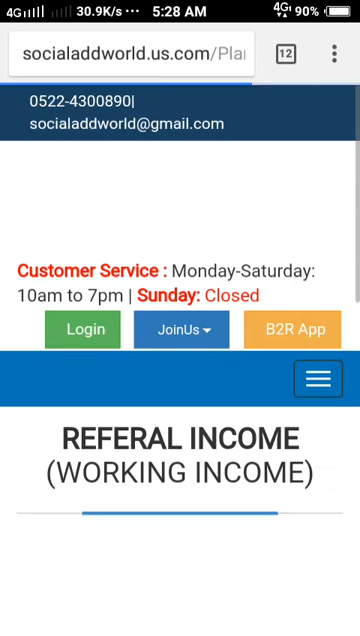 4G 30.9K/s ··· 5:28 AM 4G 90%
socialaddworld.us.com/Plan
12
0522-4300890|
socialaddworld@gmail.com
Customer Service : Monday-Saturday:
10am to 7pm | Sunday: Closed
Login JoinUs B2R App
REFERAL INCOME
(WORKING INCOME)